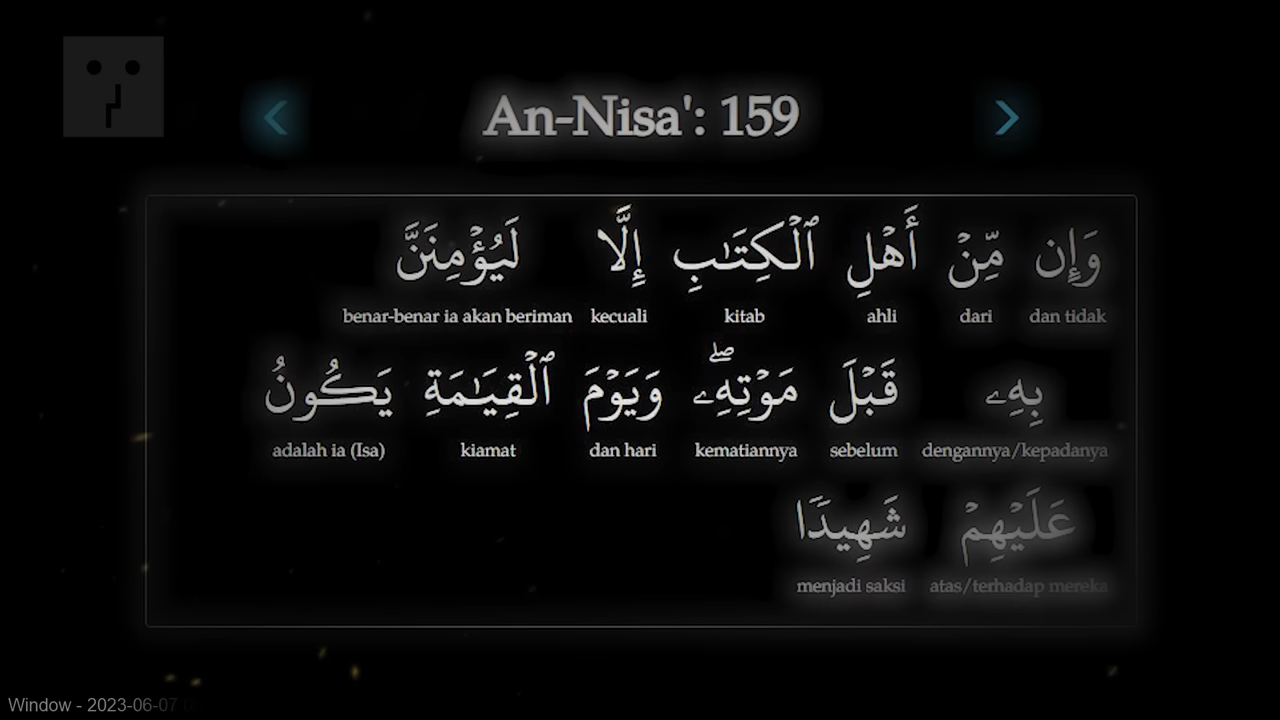 An-Nisa': 159
وَإِن مِّنْ أَهْلِ ٱلْكِتَـٰبِ إِلَّا لَيُؤْمِنَنَّ
dan tidak dari ahli kitab kecuali benar-benar ia akan beriman
بِهِۦ قَبْلَ مَوْتِهِۦ ۖ وَيَوْمَ ٱلْقِيَـٰمَةِ يَكُونُ
dengannya/kepadanya sebelum kematiannya dan hari kiamat adalah ia (Isa)
عَلَيْهِمْ شَهِيدًا
atas/terhadap mereka menjadi saksi
Window - 2023-06-07